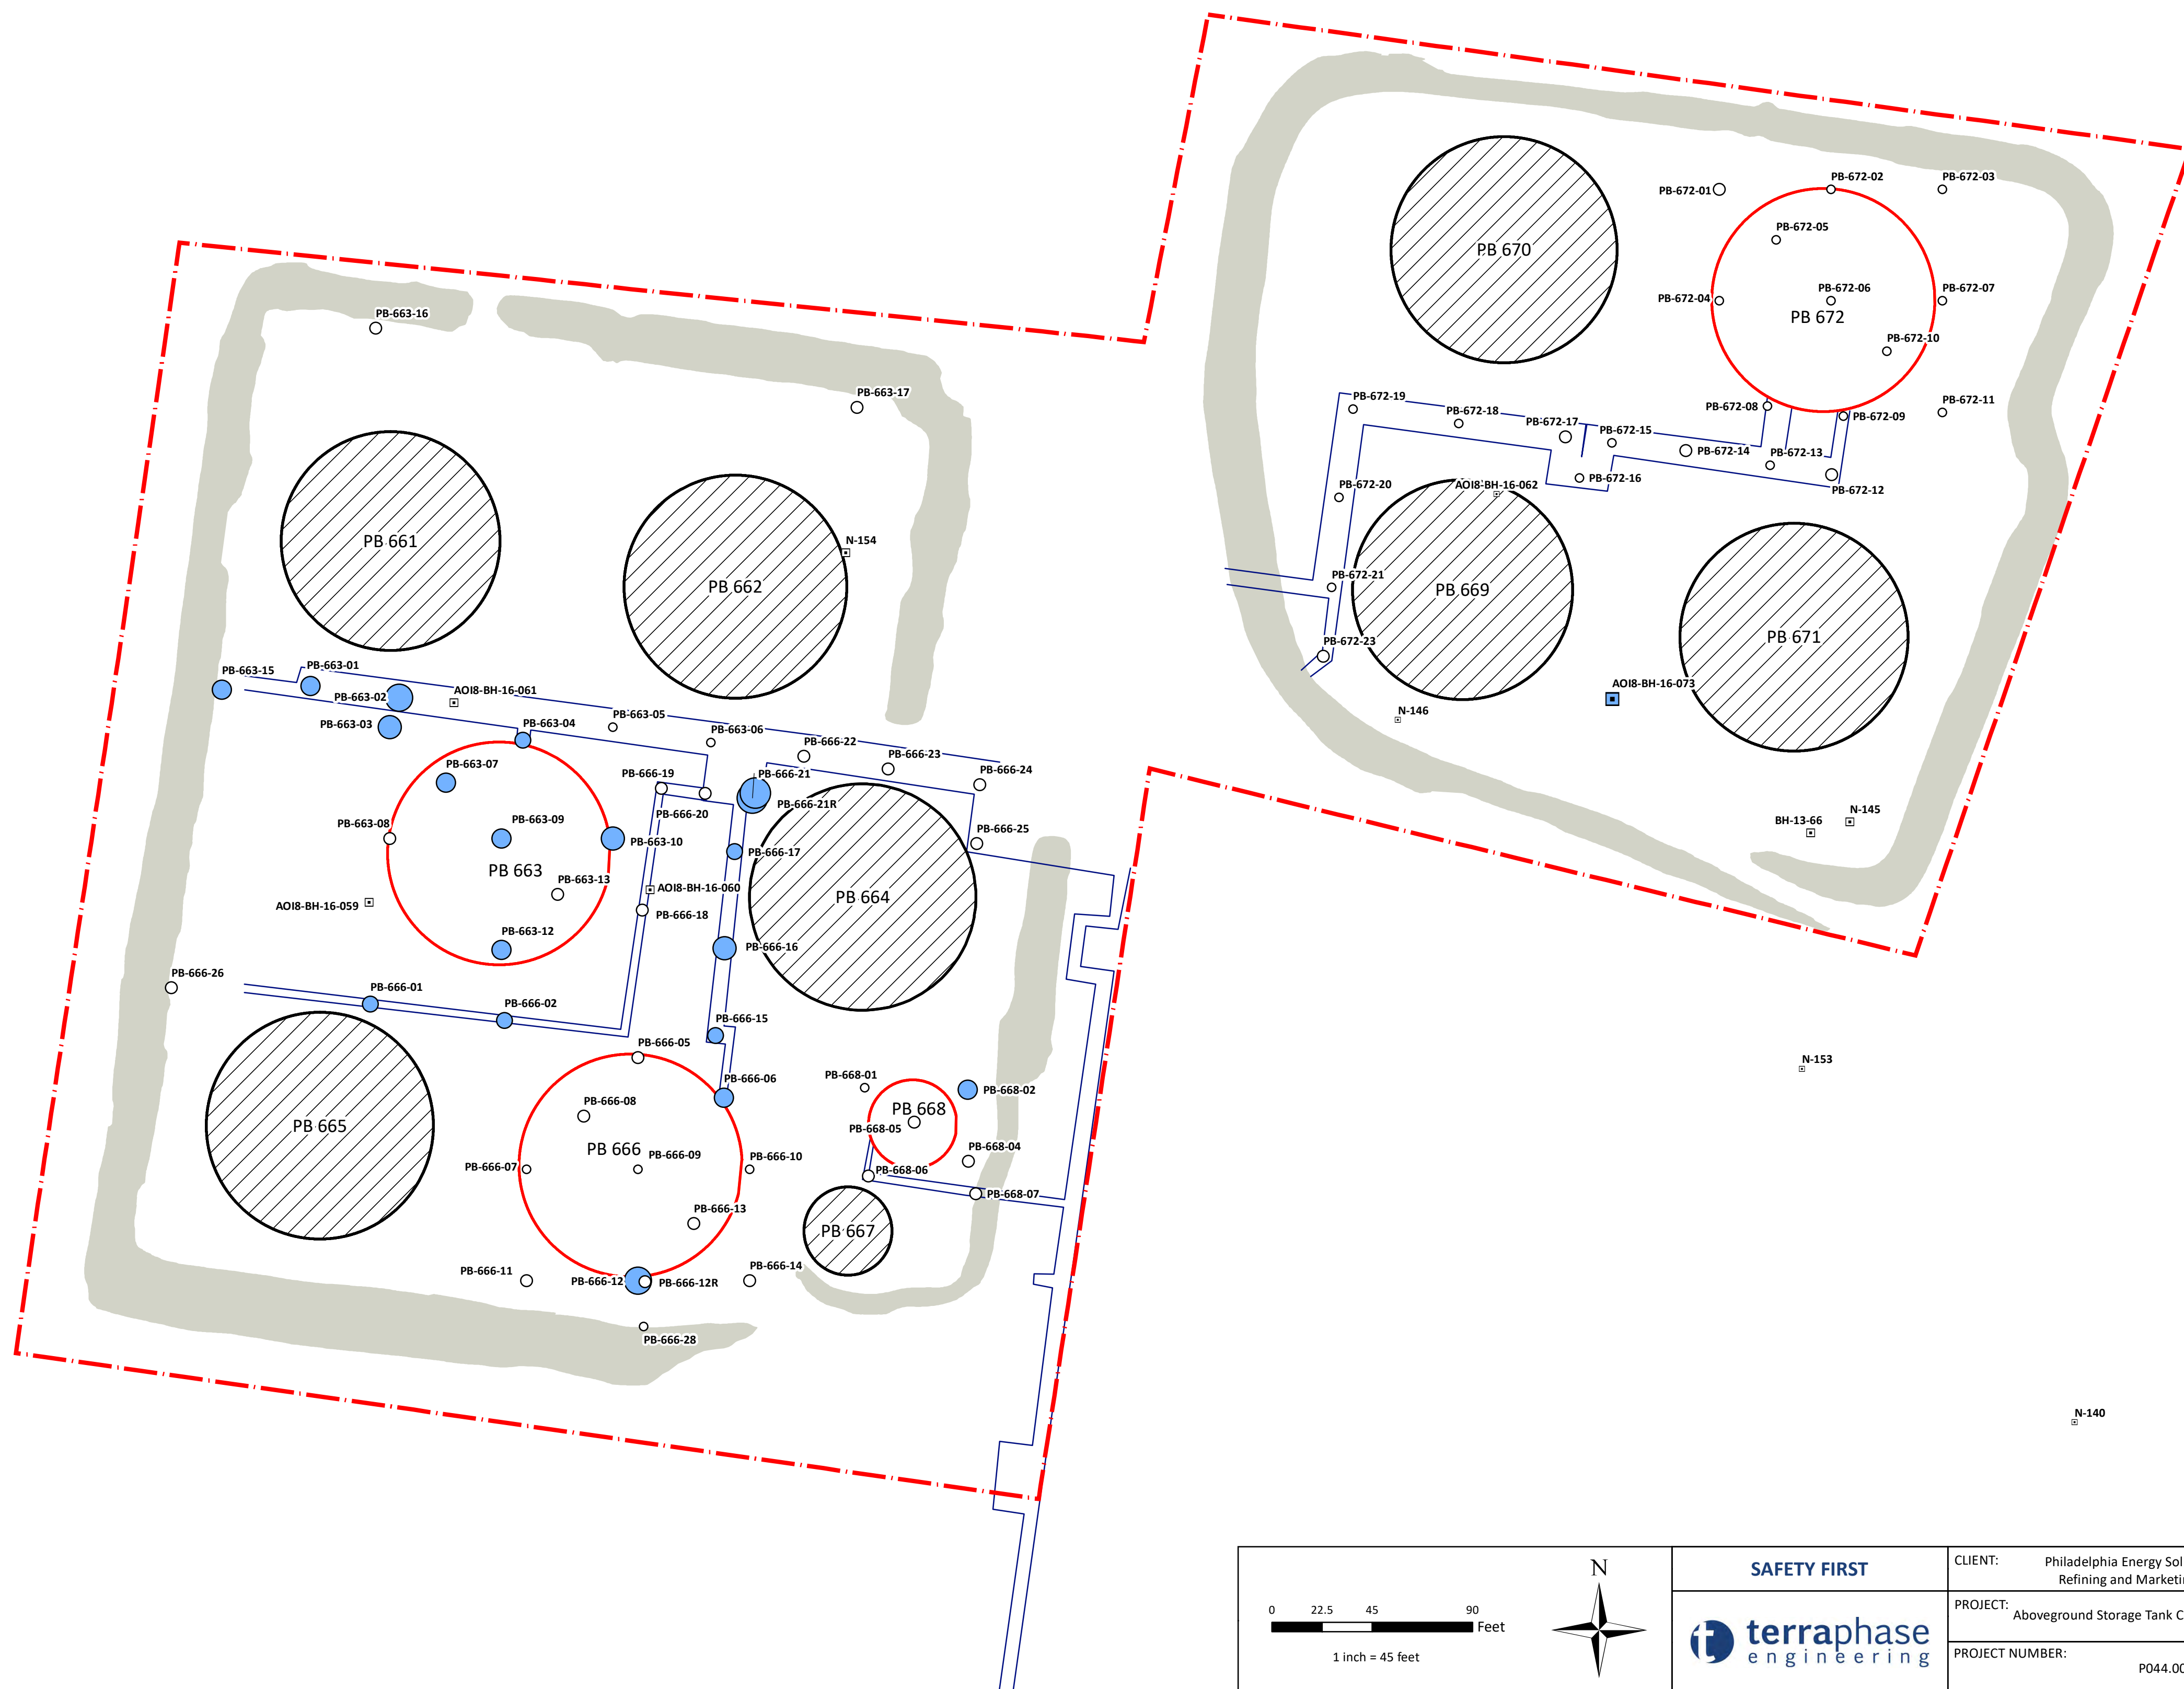 PB-672-02
PB-672-03
PB-672-01
PB-672-05
PB 670
PB-672-06
PB-672-07
PB-672-04
PB 672
PB-663-16
PB-672-10
PB-663-17
PB-672-19
PB-672-18
PB-672-08
PB-672-11
PB-672-09
PB-672-17
PB-672-15
PB-672-14
PB-672-13
PB-672-16
PB-672-20
AOI8-BH-16-062
PB-672-12
PB 661
N-154
PB 662
PB-672-21
PB 669
PB 671
PB-672-23
PB-663-15
PB-663-01
PB-663-02
AOI8-BH-16-061
AOI8-BH-16-073
PB-663-03
PB-663-04
PB-663-05
PB-663-06
N-146
PB-666-22
PB-666-23
PB-663-07
PB-666-19
PB-666-21
PB-666-24
PB-666-21R
PB-666-20
PB-663-08
PB-663-09
PB-663-10
PB-666-17
PB-666-25
BH-13-66
N-145
PB 663
PB-663-13
AOI8-BH-16-060
PB 664
AOI8-BH-16-059
PB-666-18
PB-663-12
PB-666-16
PB-666-26
PB-666-01
PB-666-02
PB-666-15
PB-666-05
PB-666-06
PB-668-01
PB-668-02
N-153
PB-666-08
PB 668
PB 665
PB-668-05
PB 666
PB-666-09
PB-666-10
PB-666-07
PB-668-04
PB-668-06
PB-668-07
PB-666-13
PB 667
PB-666-11
PB-666-12
PB-666-12R
PB-666-14
PB-666-28
N-140
0 22.5 45 90
Feet
1 inch = 45 feet
N
SAFETY FIRST
terraphase
engineering
CLIENT: Philadelphia Energy Sol
Refining and Marketi
PROJECT: Aboveground Storage Tank C
PROJECT NUMBER:
P044.00